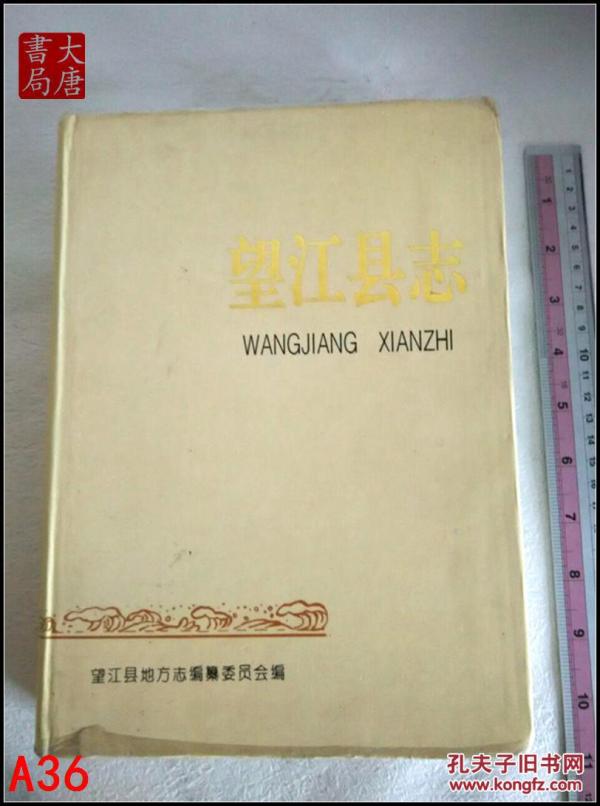 大唐
書局
望江县志
WANGJIANG XIANZHI
望江县地方志编纂委员会编
A36
孔夫子旧书网
www.kongfz.com